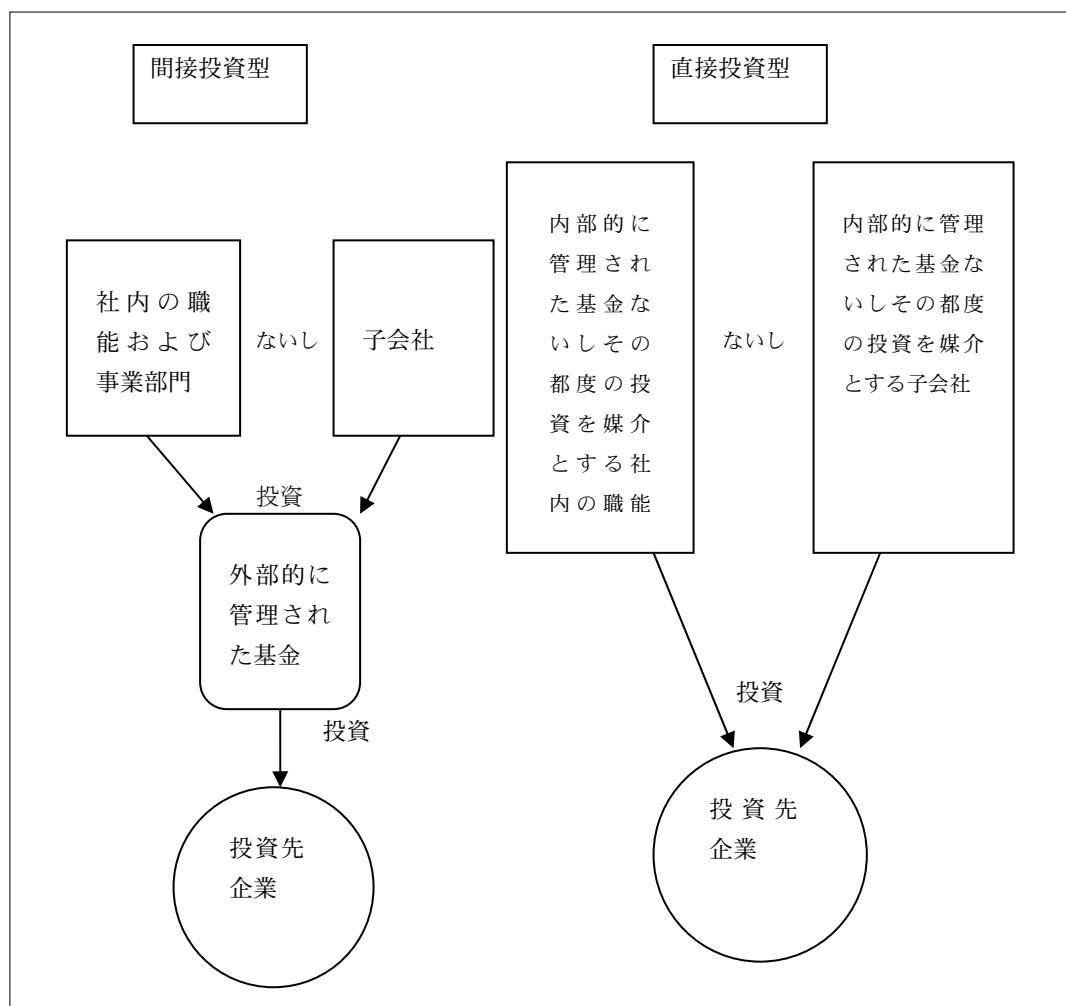 間接投資型
直接投資型
社内の職
能および
事業部門
ないし
子会社
投資
外部的に
管理され
た基金
投資
投資先
企業
内部的に
管理され
た基金な
いしその
都度の投
資を媒介
とする社
内の職能
ないし
内部的に管理
された基金な
いしその都度
の投資を媒介
とする子会社
投資
投資先
企業